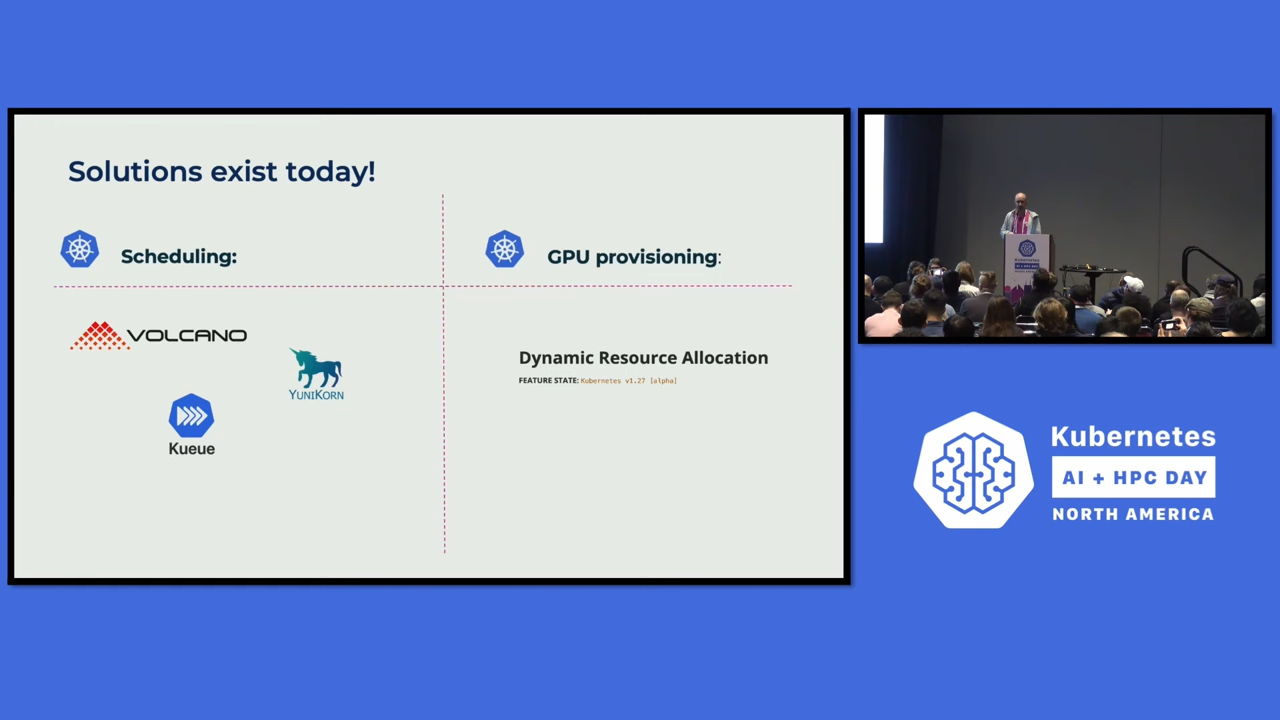 Solutions exist today!
Scheduling:
GPU provisioning:
VOLCANO
YUNIKORN
Kueue
Dynamic Resource Allocation
FEATURE STATE: Kubernetes v1.27 [alpha]
Kubernetes
AI + HPC DAY
NORTH AMERICA